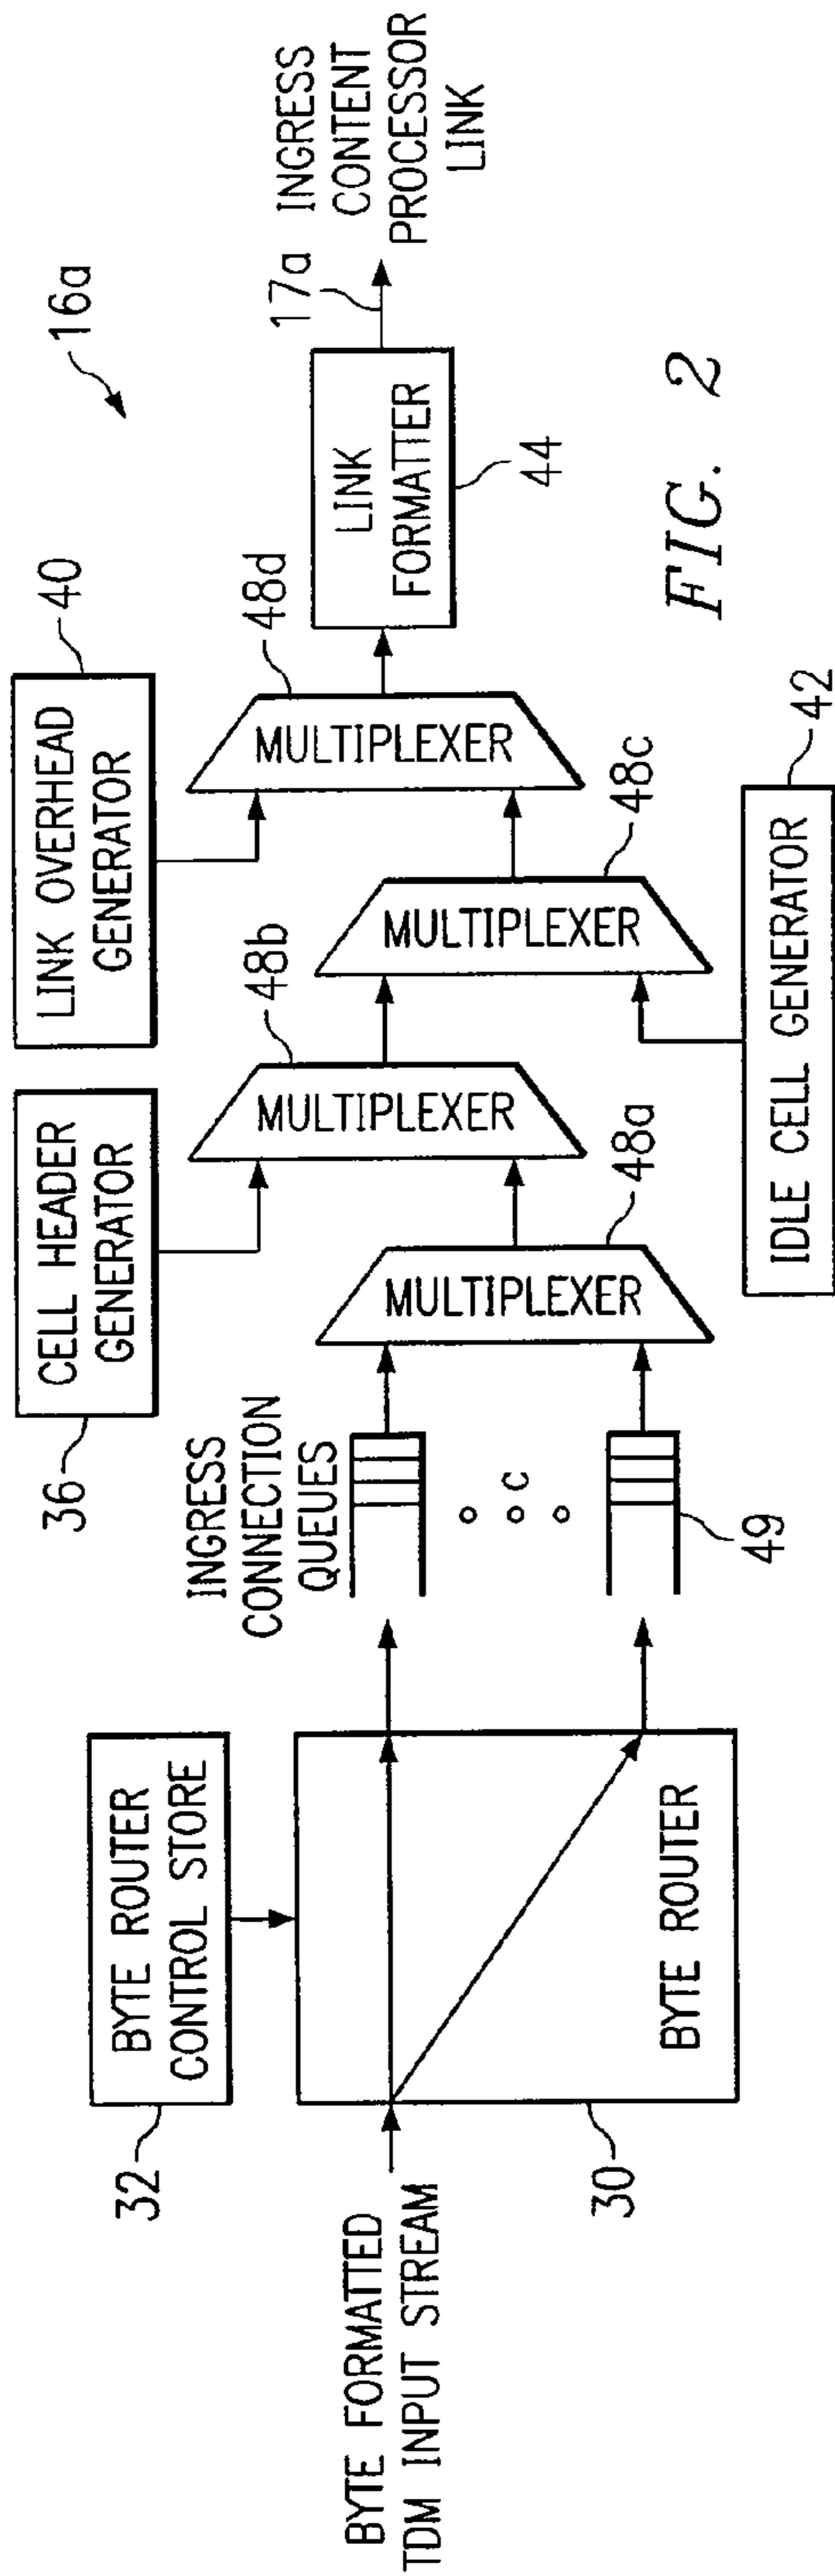 16a
BYTE FORMATTED
TDM INPUT STREAM
32
BYTE ROUTER
CONTROL STORE
30
BYTE ROUTER
INGRESS
CONNECTION
QUEUES
c
49
36
CELL HEADER
GENERATOR
MULTIPLEXER
48a
MULTIPLEXER
48b
LINK OVERHEAD
GENERATOR
40
MULTIPLEXER
48c
IDLE CELL GENERATOR
42
MULTIPLEXER
48d
LINK
FORMATTER
44
17a
INGRESS
CONTENT
PROCESSOR
LINK
FIG. 2